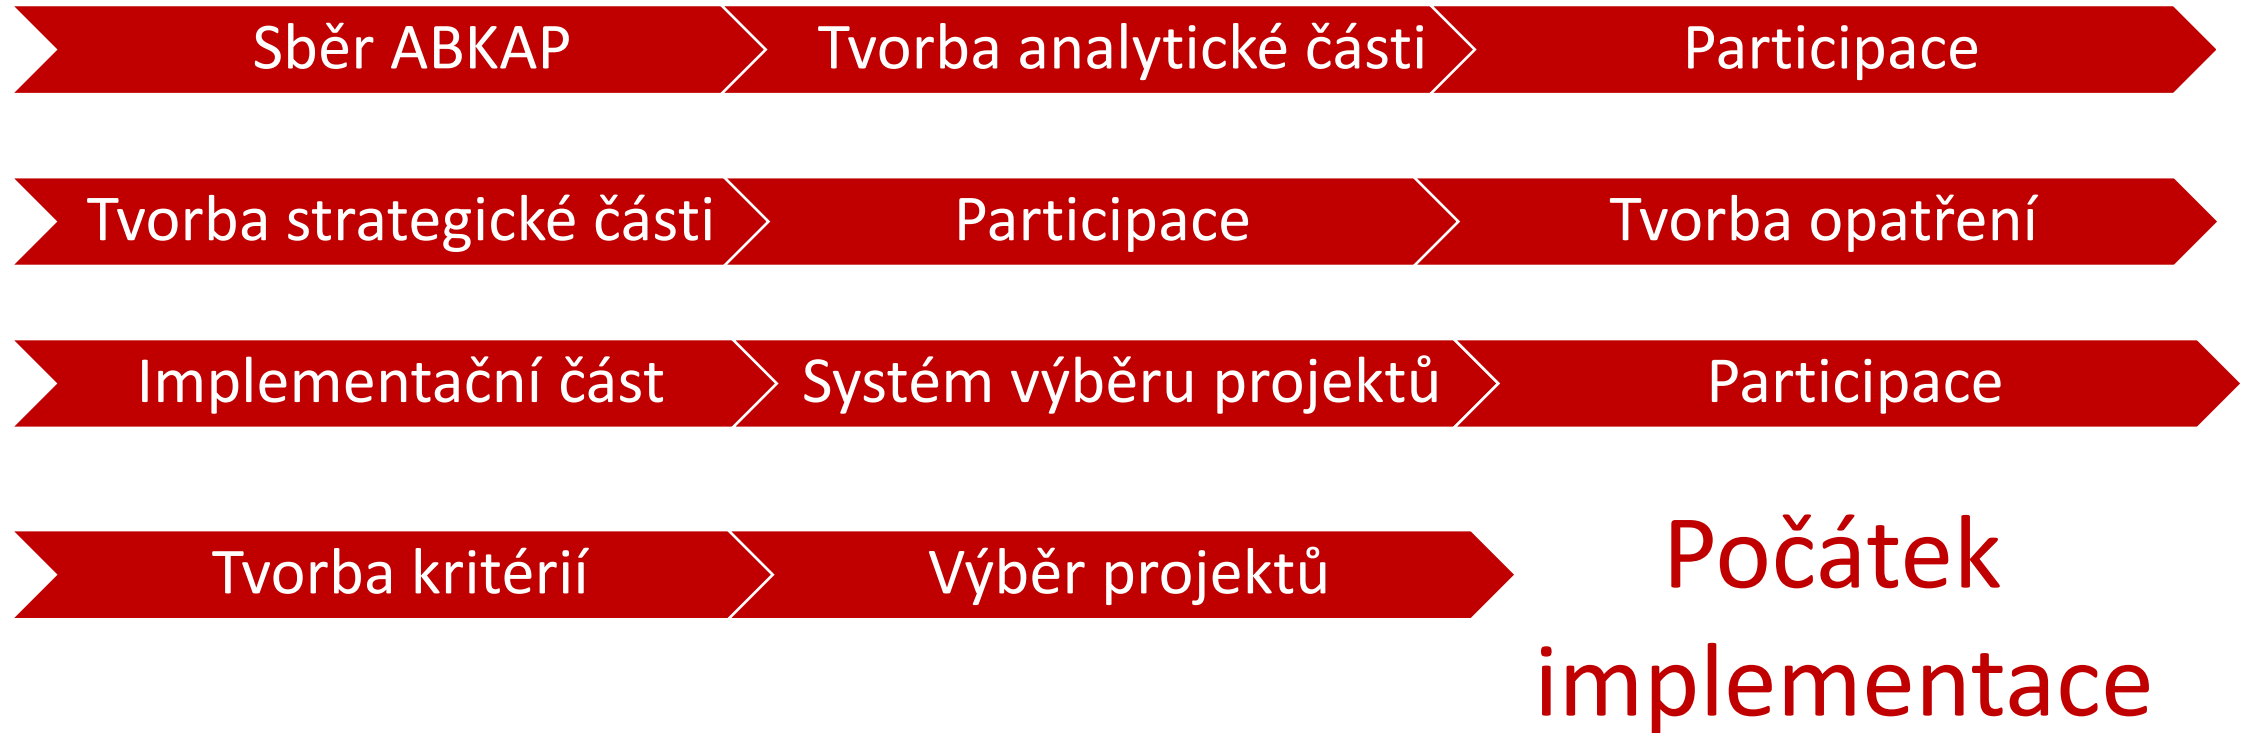 Sběr ABKAP
Tvorba analytické části
Participace
Tvorba strategické části
Participace
Tvorba opatření
Implementační část
Systém výběru projektů
Participace
Tvorba kritérií
Výběr projektů
Počátek
implementace